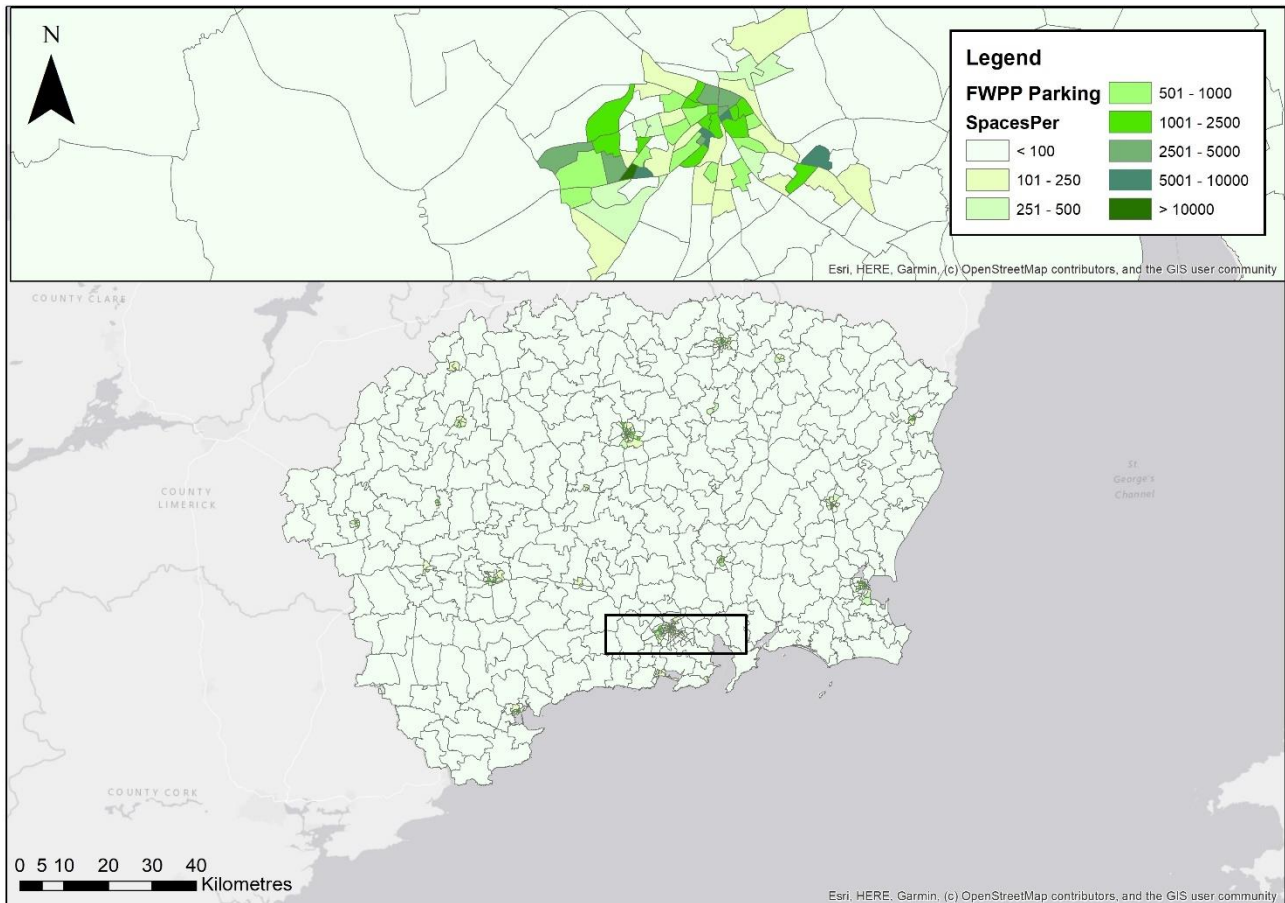 N
Legend
FWPP Parking
SpacesPer
< 100
101 - 250
251 - 500
501 - 1000
1001 - 2500
2501 - 5000
5001 - 10000
> 10000
Esri, HERE, Garmin, (c) OpenStreetMap contributors, and the GIS user community
COUNTY CLARE
COUNTY
LIMERICK
St
George's
Channel
COUNTY CORK
0 5 10 20 30 40
Kilometres
Esri, HERE, Garmin, (c) OpenStreetMap contributors, and the GIS user community